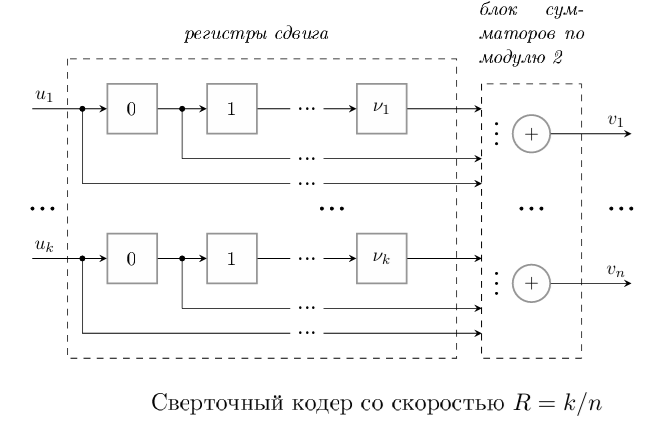 блок сум-
маторов по
модулю 2
регистры сдвига
u₁ 0 1 ... ν₁ ⋮ + v₁
...
...
... ... ... ...
uₖ 0 1 ... νₖ ⋮ + vₙ
...
...
Сверточный кодер со скоростью R = k/n